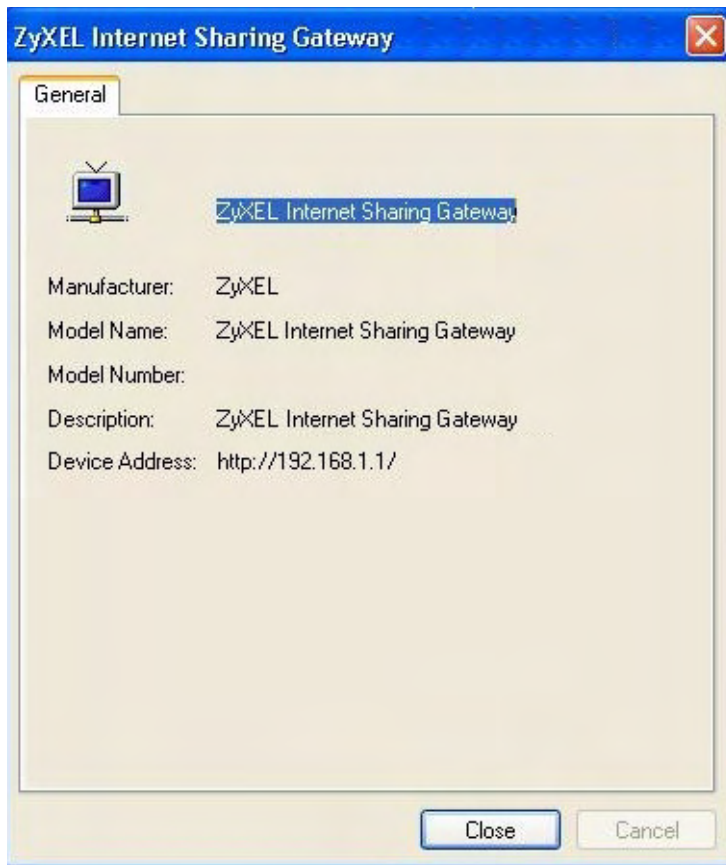 ZyXEL Internet Sharing Gateway
General
ZyXEL Internet Sharing Gateway
Manufacturer: ZyXEL
Model Name: ZyXEL Internet Sharing Gateway
Model Number:
Description: ZyXEL Internet Sharing Gateway
Device Address: http://192.168.1.1/
Close Cancel